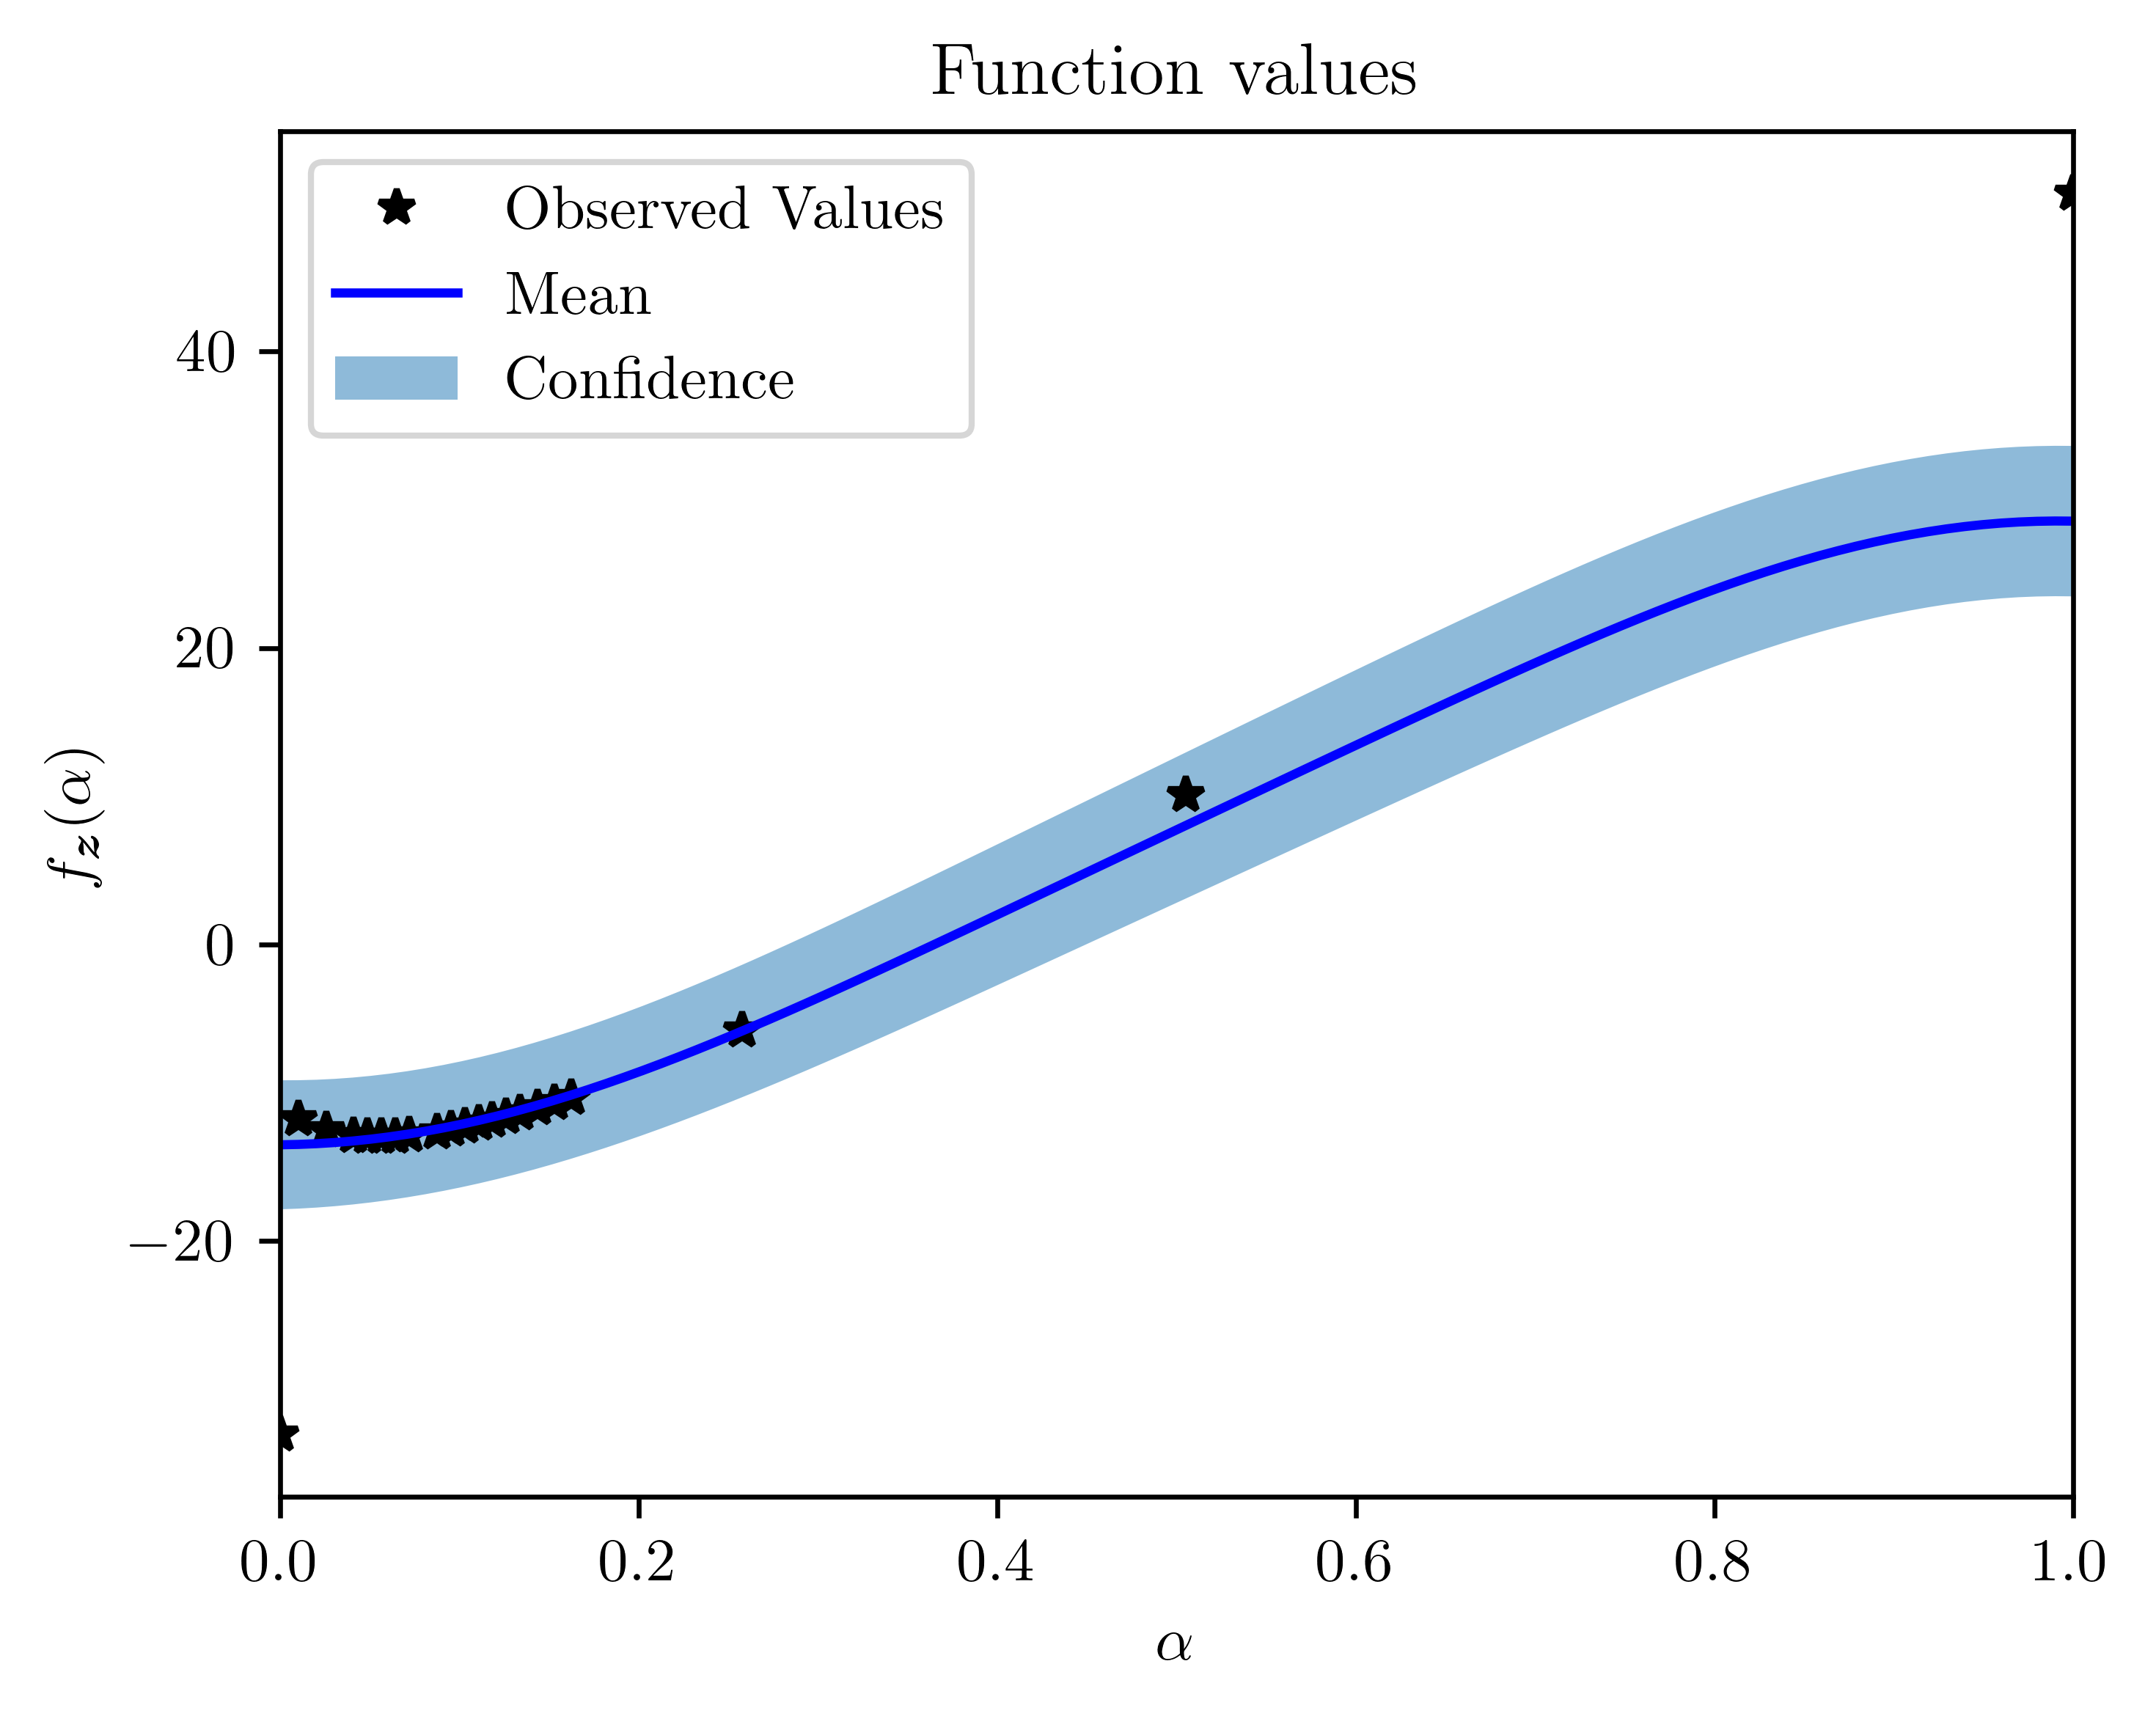 Function values
Observed Values
Mean
Confidence
40
20
0
−20
f_z(α)
0.0 0.2 0.4 0.6 0.8 1.0
α